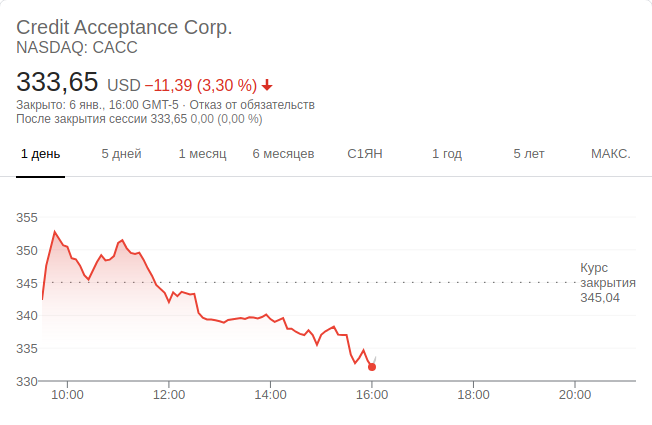 Credit Acceptance Corp.
NASDAQ: CACC
333,65 USD −11,39 (3,30 %)
Закрыто: 6 янв., 16:00 GMT-5 · Отказ от обязательств
После закрытия сессии 333,65 0,00 (0,00 %)
1 день 5 дней 1 месяц 6 месяцев С1ЯН 1 год 5 лет МАКС.
355
350
345
340
335
330
Курс
закрытия
345,04
10:00 12:00 14:00 16:00 18:00 20:00